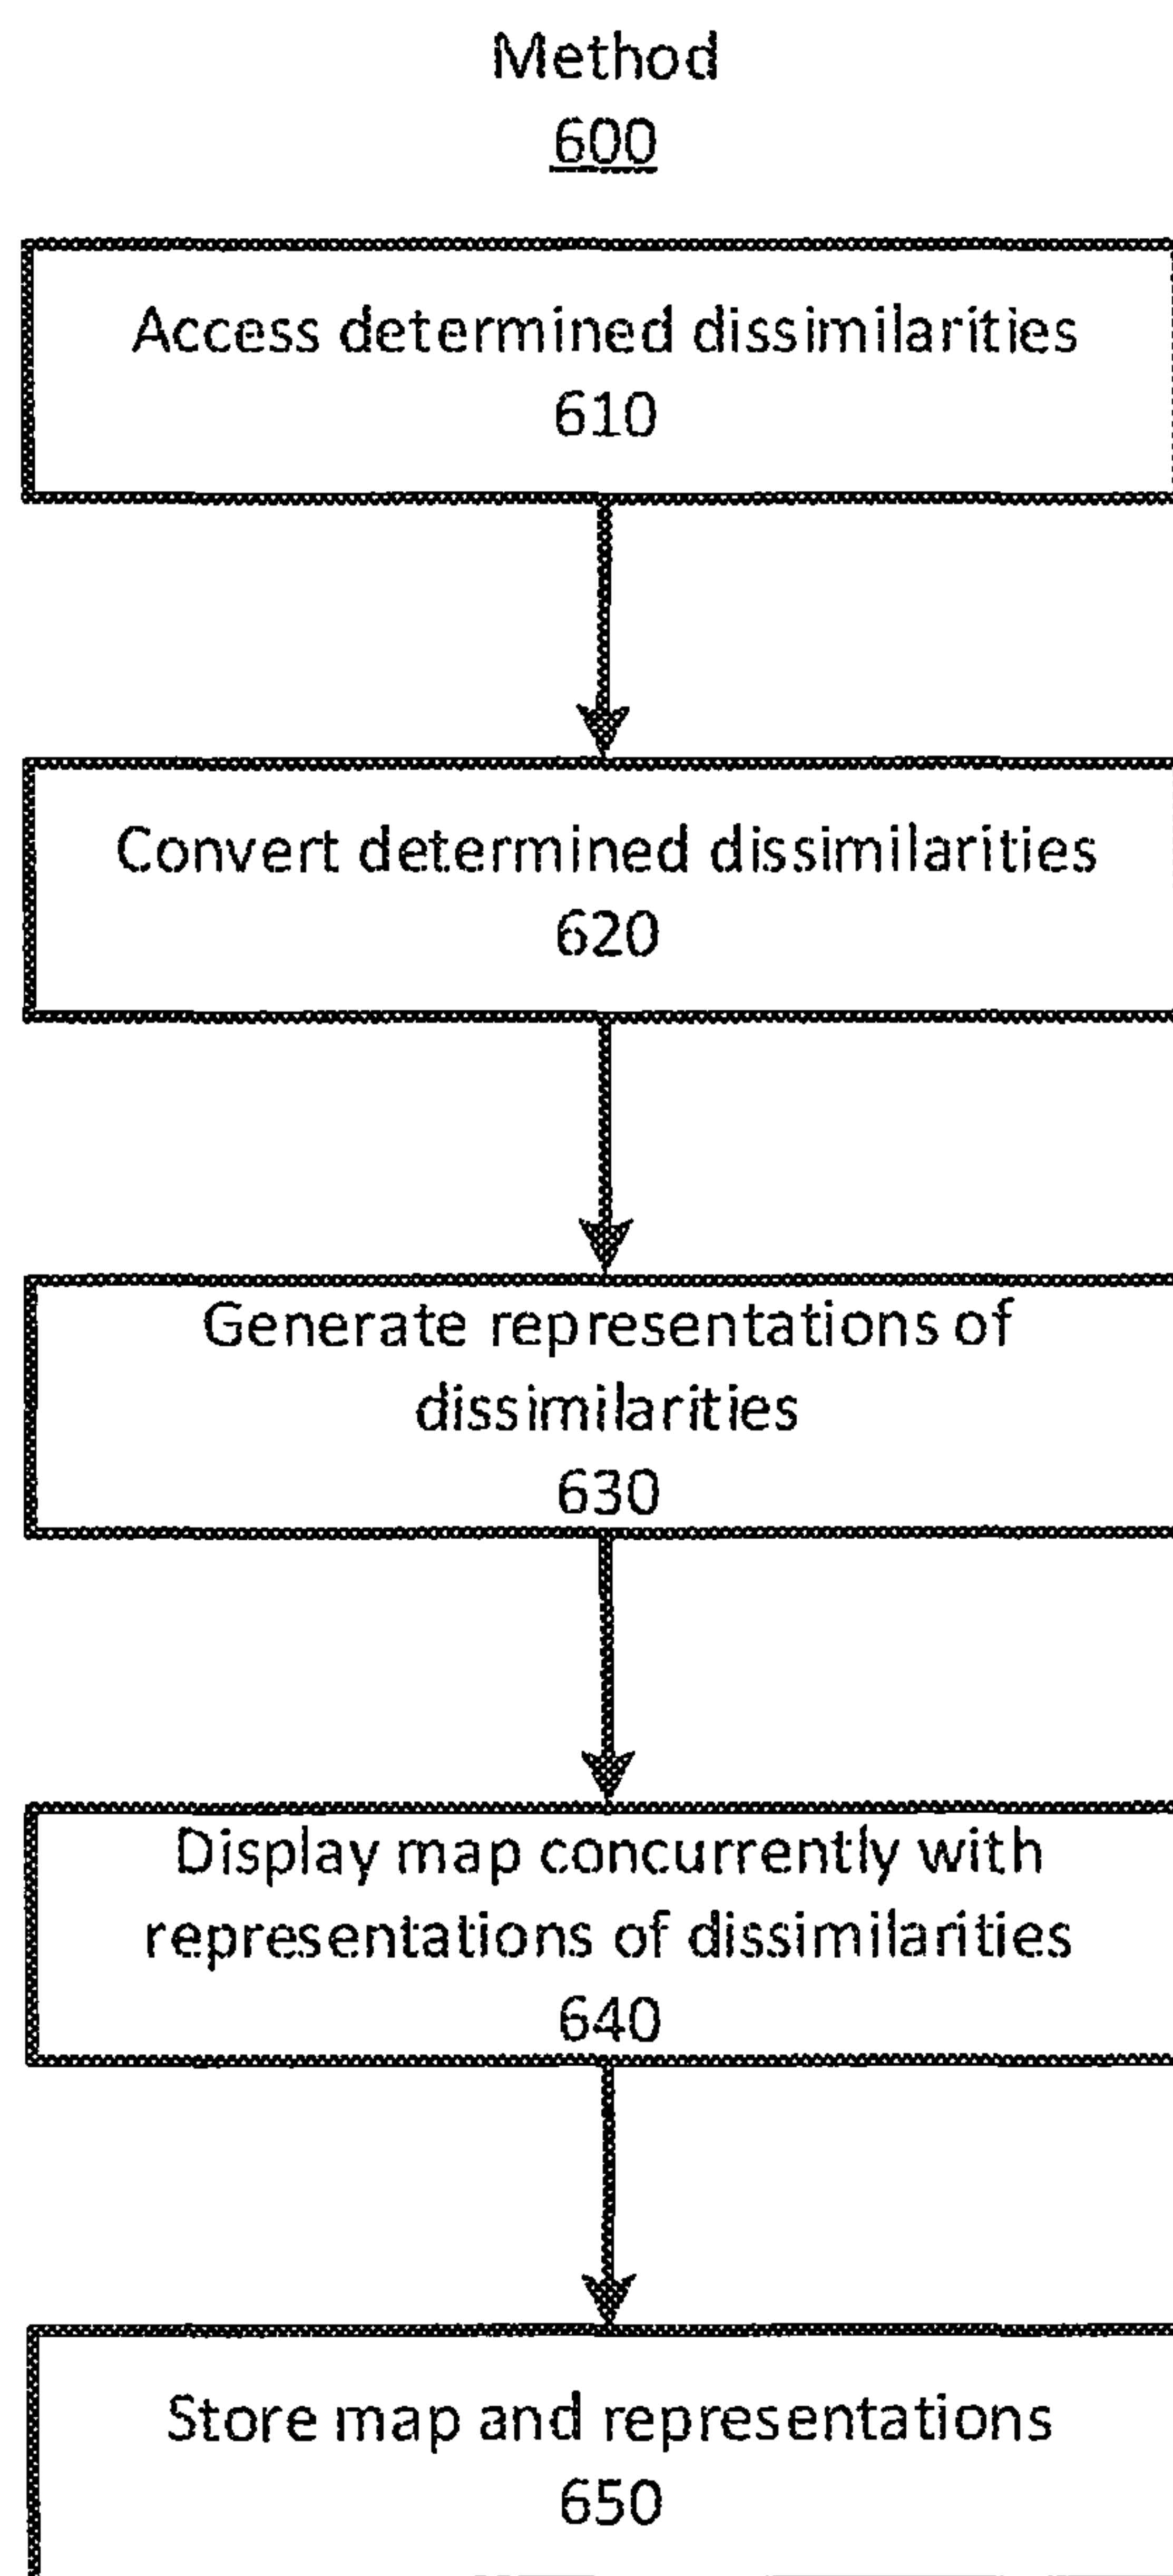 Method
600
Access determined dissimilarities
610
Convert determined dissimilarities
620
Generate representations of
dissimilarities
630
Display map concurrently with
representations of dissimilarities
640
Store map and representations
650